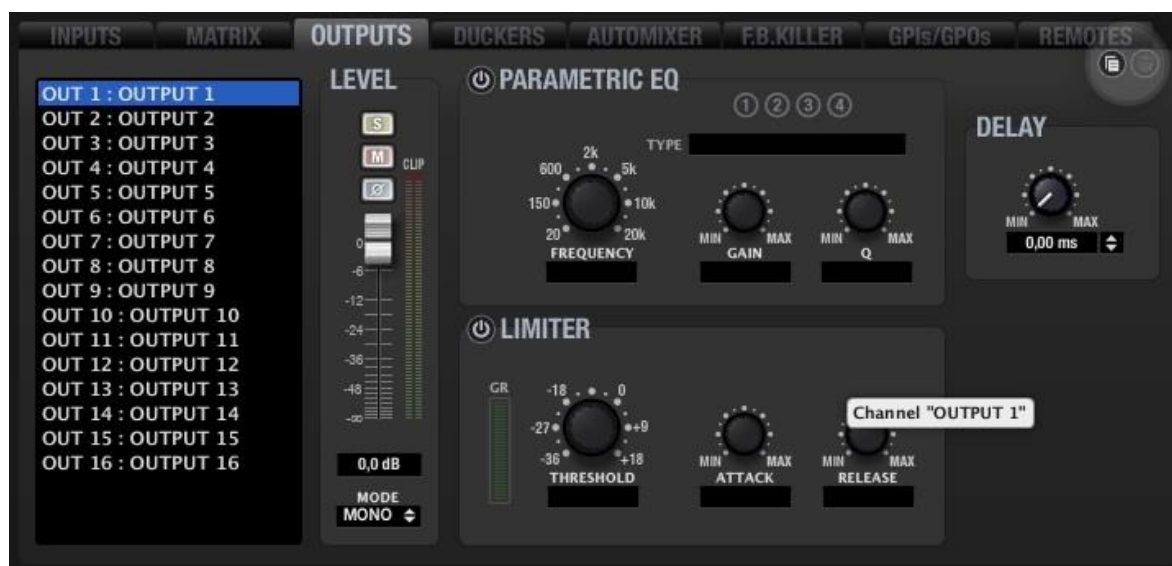 INPUTS MATRIX OUTPUTS DUCKERS AUTOMIXER F.B.KILLER GPIs/GPOs REMOTES
OUT 1 : OUTPUT 1
OUT 2 : OUTPUT 2
OUT 3 : OUTPUT 3
OUT 4 : OUTPUT 4
OUT 5 : OUTPUT 5
OUT 6 : OUTPUT 6
OUT 7 : OUTPUT 7
OUT 8 : OUTPUT 8
OUT 9 : OUTPUT 9
OUT 10 : OUTPUT 10
OUT 11 : OUTPUT 11
OUT 12 : OUTPUT 12
OUT 13 : OUTPUT 13
OUT 14 : OUTPUT 14
OUT 15 : OUTPUT 15
OUT 16 : OUTPUT 16
LEVEL
S
M
CLIP
Ø
0
-6
-12
-24
-36
-48
-∞
0,0 dB
MODE
MONO
PARAMETRIC EQ
1 2 3 4
TYPE
2k
600 5k
150 10k
20 20k
FREQUENCY
MIN MAX
GAIN
MIN MAX
Q
LIMITER
GR
-18 0
-27 +9
-36 +18
THRESHOLD
MIN MAX
ATTACK
MIN MAX
RELEASE
Channel "OUTPUT 1"
DELAY
MIN MAX
0,00 ms